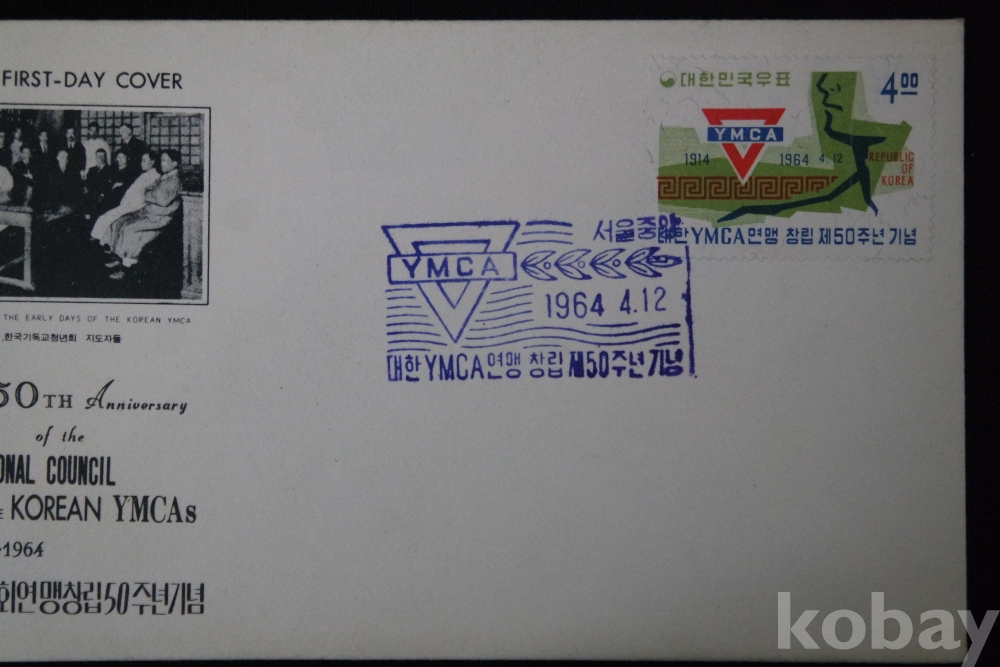 FIRST-DAY COVER
THE EARLY DAYS OF THE KOREAN YMCA
한국기독교청년회 지도자들
50TH Anniversary
of the
ONAL COUNCIL
KOREAN YMCAs
1964
회연맹창립50주년기념
대한민국우표
4 00
YMCA
1914
1964 4.12
REPUBLIC
OF
KOREA
대한YMCA연맹 창립 제50주년 기념
서울중앙
YMCA
1964 4.12
대한YMCA연맹 창립 제50주년 기념
kobay